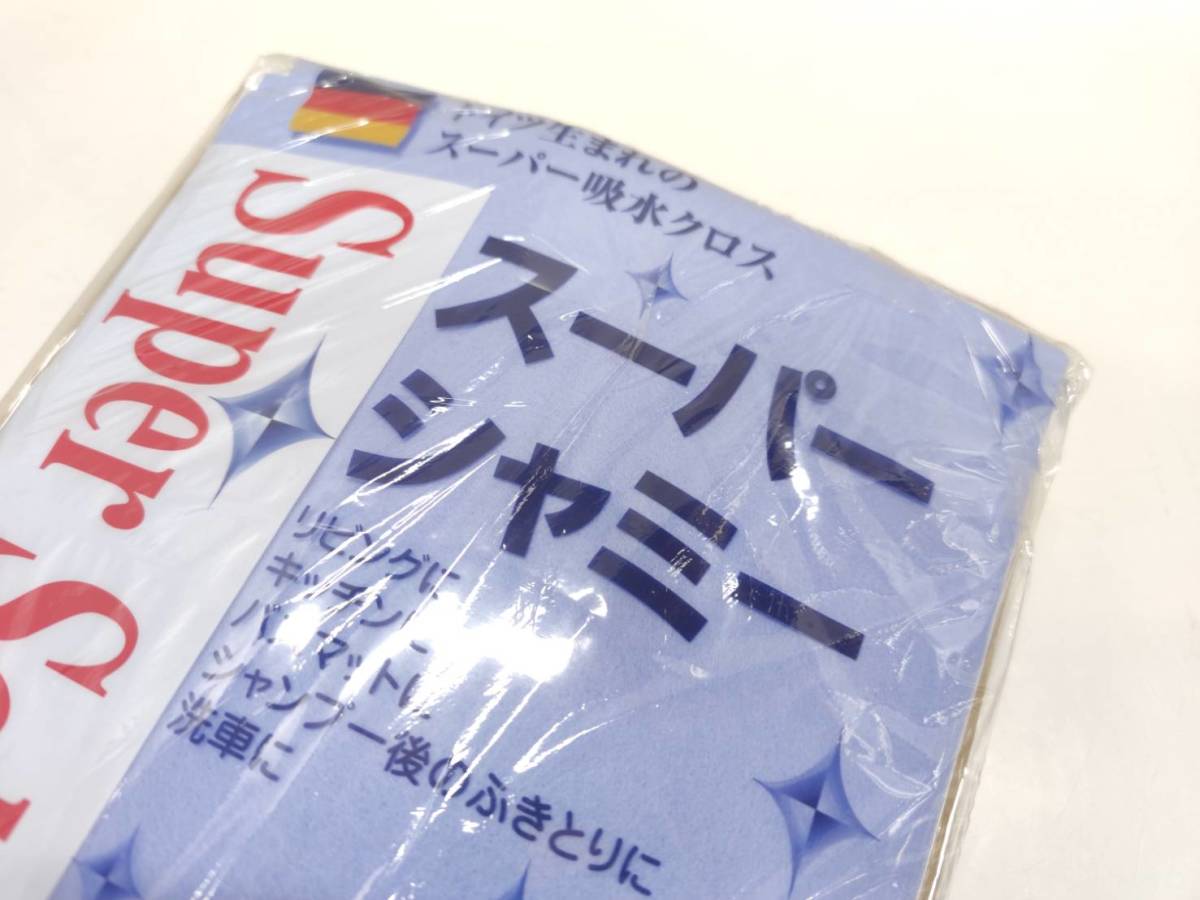 ドイツ生まれの
スーパー吸水クロス
スーパー
シャミー
リビングに
キッチンに
バスマットに
シャンプー後のふきとりに
洗車に
Super